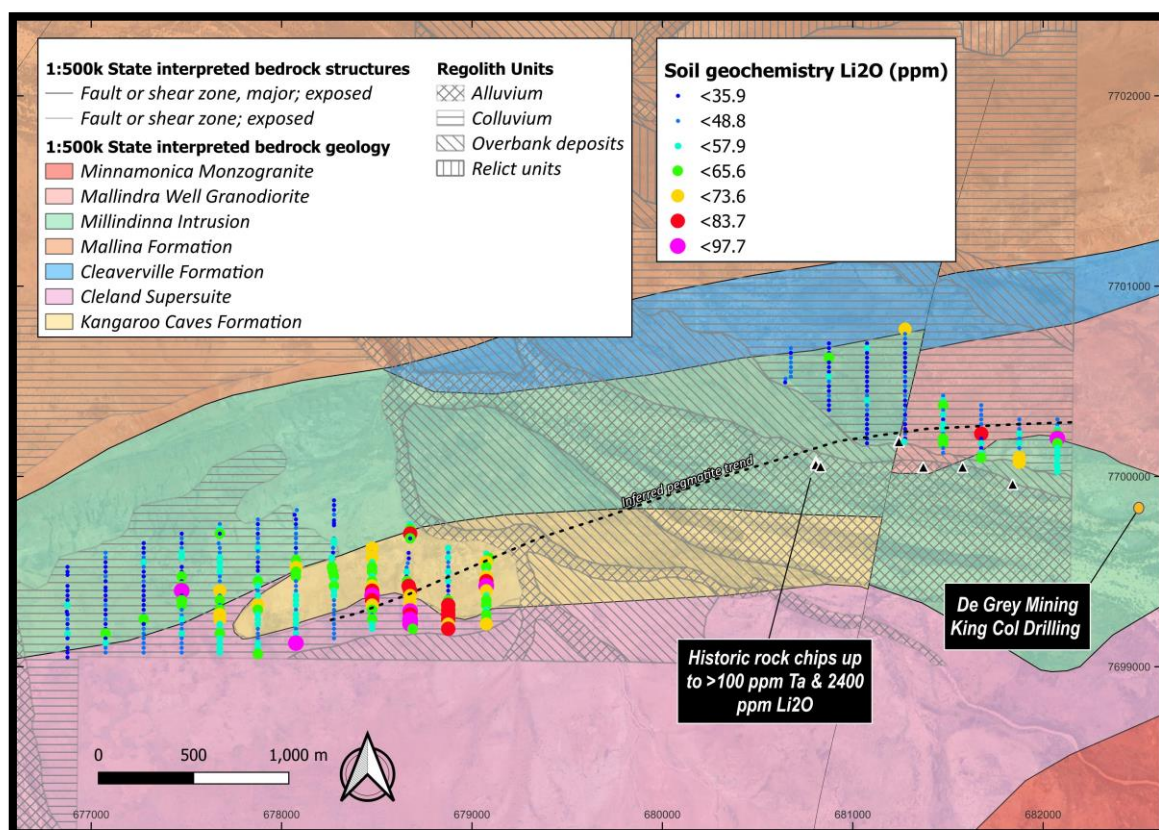 1:500k State interpreted bedrock structures
Fault or shear zone, major; exposed
Fault or shear zone; exposed
1:500k State interpreted bedrock geology
Minnamonica Monzogranite
Mallindra Well Granodiorite
Millindinna Intrusion
Mallina Formation
Cleaverville Formation
Cleland Supersuite
Kangaroo Caves Formation
Regolith Units
Alluvium
Colluvium
Overbank deposits
Relict units
Soil geochemistry Li2O (ppm)
<35.9
<48.8
<57.9
<65.6
<73.6
<83.7
<97.7
7702000
7701000
7700000
7699000
Inferred pegmatite trend
De Grey Mining
King Col Drilling
Historic rock chips up
to >100 ppm Ta & 2400
ppm Li2O
0 500 1,000 m
677000 678000 679000 680000 681000 682000